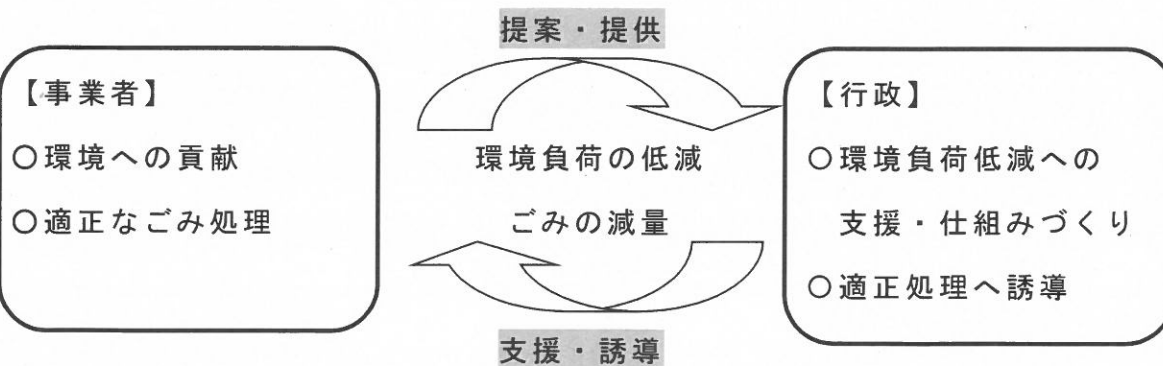 提案・提供
【事業者】
○環境への貢献
○適正なごみ処理
環境負荷の低減
ごみの減量
【行政】
○環境負荷低減への
支援・仕組みづくり
○適正処理へ誘導
支援・誘導